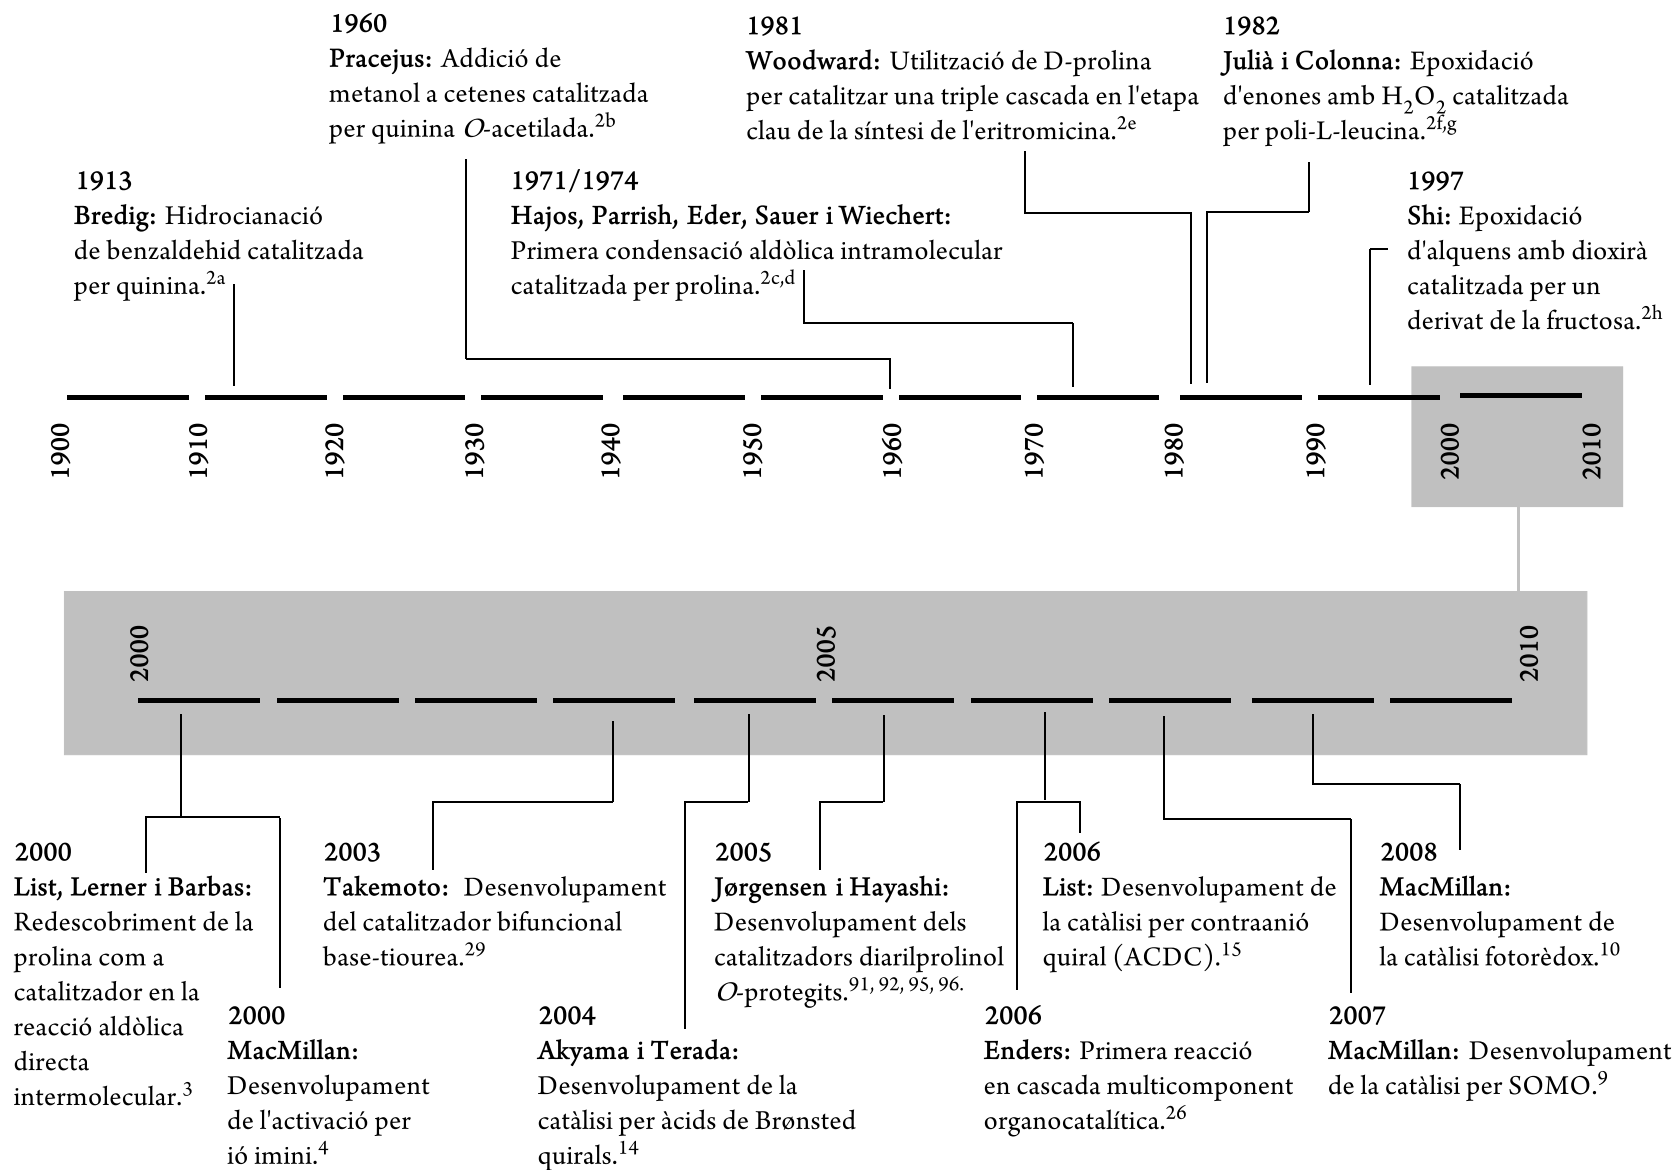 1960
Pracejus: Addició de
metanol a cetenes catalitzada
per quinina O-acetilada.2b
1981
Woodward: Utilització de D-prolina
per catalitzar una triple cascada en l'etapa
clau de la síntesi de l'eritromicina.2e
1982
Julià i Colonna: Epoxidació
d'enones amb H2O2 catalitzada
per poli-L-leucina.2f,g
1913
Bredig: Hidrocianació
de benzaldehid catalitzada
per quinina.2a
1971/1974
Hajos, Parrish, Eder, Sauer i Wiechert:
Primera condensació aldòlica intramolecular
catalitzada per prolina.2c,d
1997
Shi: Epoxidació
d'alquens amb dioxirà
catalitzada per un
derivat de la fructosa.2h
1900
1910
1920
1930
1940
1950
1960
1970
1980
1990
2000
2010
2000
2005
2010
2000
List, Lerner i Barbas:
Redescobriment de la
prolina com a
catalitzador en la
reacció aldòlica
directa
intermolecular.3
2000
MacMillan:
Desenvolupament
de l'activació per
ió imini.4
2003
Takemoto: Desenvolupament
del catalitzador bifuncional
base-tiourea.29
2004
Akyama i Terada:
Desenvolupament de la
catàlisi per àcids de Brønsted
quirals.14
2005
Jørgensen i Hayashi:
Desenvolupament dels
catalitzadors diarilprolinol
O-protegits.91, 92, 95, 96.
2006
List: Desenvolupament de
la catàlisi per contraanió
quiral (ACDC).15
2006
Enders: Primera reacció
en cascada multicomponent
organocatalítica.26
2008
MacMillan:
Desenvolupament de
la catàlisi fotorèdox.10
2007
MacMillan: Desenvolupament
de la catàlisi per SOMO.9